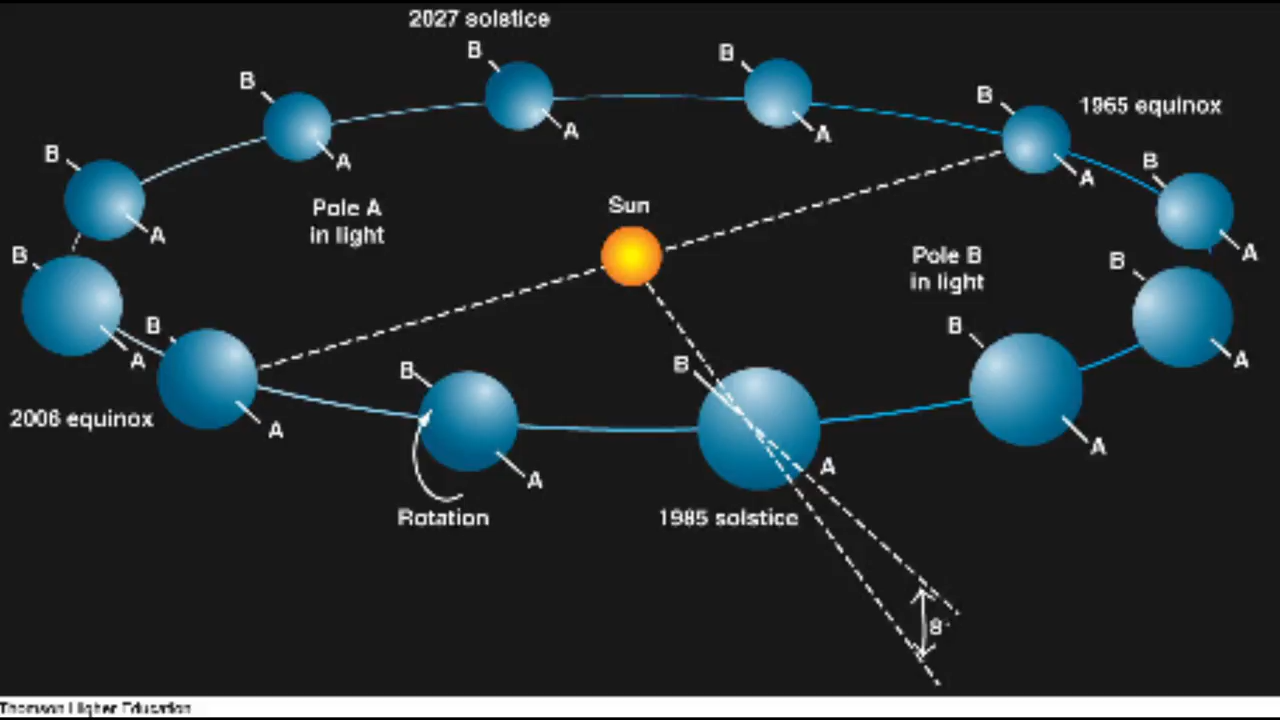 2027 solstice
B
B
B
B
1965 equinox
A
A
A
B
B
A
Pole A
in light
Sun
A
A
B
Pole B
in light
B
B
B
A
B
B
A
2006 equinox
A
A
A
A
Rotation
1985 solstice
8°
Thomson Higher Education